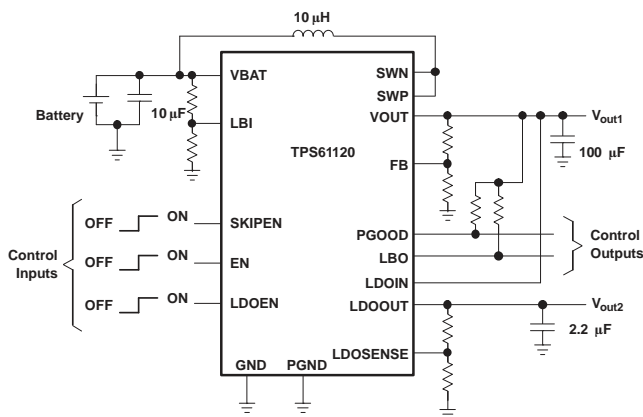 10 µH
VBAT
SWN
SWP
Battery
10 µF
LBI
VOUT
Vout1
TPS61120
100 µF
FB
OFF ON SKIPEN
PGOOD
Control
Inputs
Control
Outputs
OFF ON EN
LBO
LDOIN
OFF ON LDOEN
LDOOUT
Vout2
2.2 µF
LDOSENSE
GND PGND